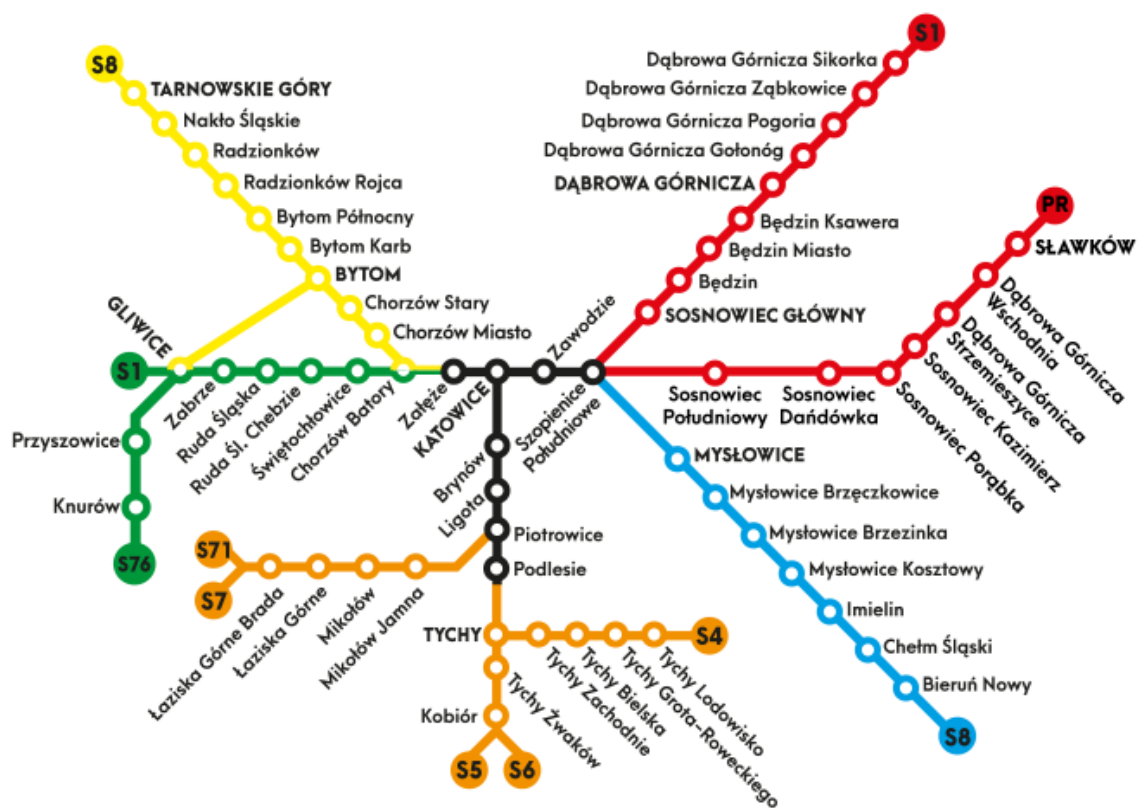 S8
TARNOWSKIE GÓRY
Nakło Śląskie
Radzionków
Radzionków Rojca
Bytom Północny
Bytom Karb
BYTOM
Chorzów Stary
Chorzów Miasto
S1
Dąbrowa Górnicza Sikorka
Dąbrowa Górnicza Ząbkowice
Dąbrowa Górnicza Pogoria
Dąbrowa Górnicza Gołonóg
DĄBROWA GÓRNICZA
Będzin Ksawera
Będzin Miasto
Będzin
SOSNOWIEC GŁÓWNY
PR
SŁAWKÓW
Dąbrowa Górnicza
Wschodnia
Dąbrowa Górnicza
Strzemieszyce
Sosnowiec Kazimierz
Sosnowiec Porąbka
Sosnowiec
Dańdówka
Sosnowiec
Południowy
GLIWICE
S1
Zabrze
Ruda Śląska
Ruda Śl. Chebzie
Świętochłowice
Chorzów Batory
Załęże
KATOWICE
Zawodzie
Szopienice
Południowe
Przyszowice
Knurów
S76
Brynów
Ligota
Piotrowice
Podlesie
S71
S7
Łaziska Górne Brada
Łaziska Górne
Mikołów
Mikołów Jamna
TYCHY
S4
Tychy Lodowisko
Tychy Grota-Roweckiego
Tychy Bielska
Tychy Zachodnie
Tychy Żwaków
Kobiór
S5
S6
MYSŁOWICE
Mysłowice Brzęczkowice
Mysłowice Brzezinka
Mysłowice Kosztowy
Imielin
Chełm Śląski
Bieruń Nowy
S8